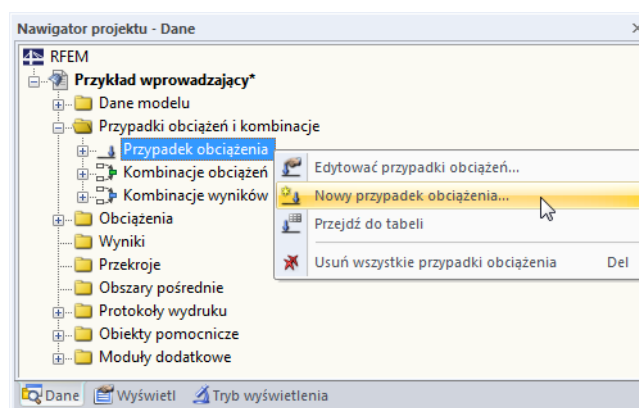 Nawigator projektu - Dane
RFEM
Przykład wprowadzający*
Dane modelu
Przypadki obciążeń i kombinacje
Przypadek obciążenia
Kombinacje obciążeń
Kombinacje wyników
Obciążenia
Wyniki
Przekroje
Obszary pośrednie
Protokoły wydruku
Obiekty pomocnicze
Moduły dodatkowe
Edytować przypadki obciążeń...
Nowy przypadek obciążenia...
Przejdź do tabeli
Usuń wszystkie przypadki obciążenia Del
Dane Wyświetl Tryb wyświetlenia